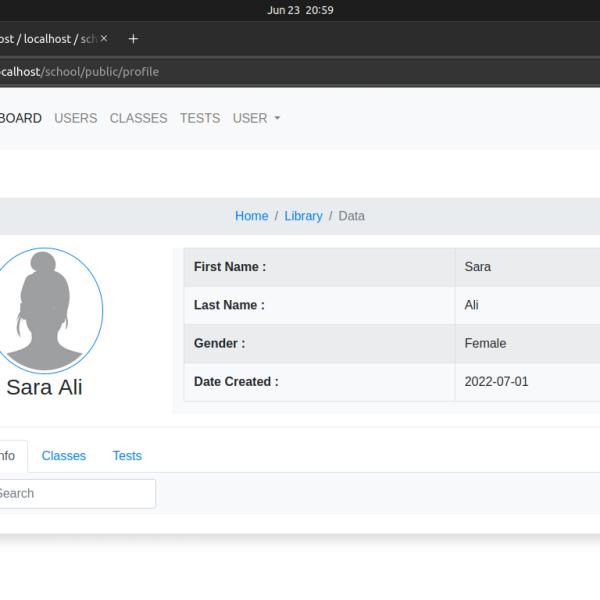 Jun 23 20:59
ost / localhost / sch × +
calhost/school/public/profile
BOARD USERS CLASSES TESTS USER
Home / Library / Data
First Name : Sara
Last Name : Ali
Gender : Female
Date Created : 2022-07-01
Sara Ali
nfo Classes Tests
Search